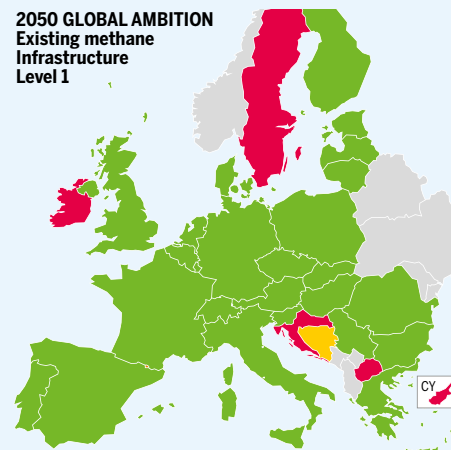 2050 GLOBAL AMBITION
Existing methane
Infrastructure
Level 1
CY